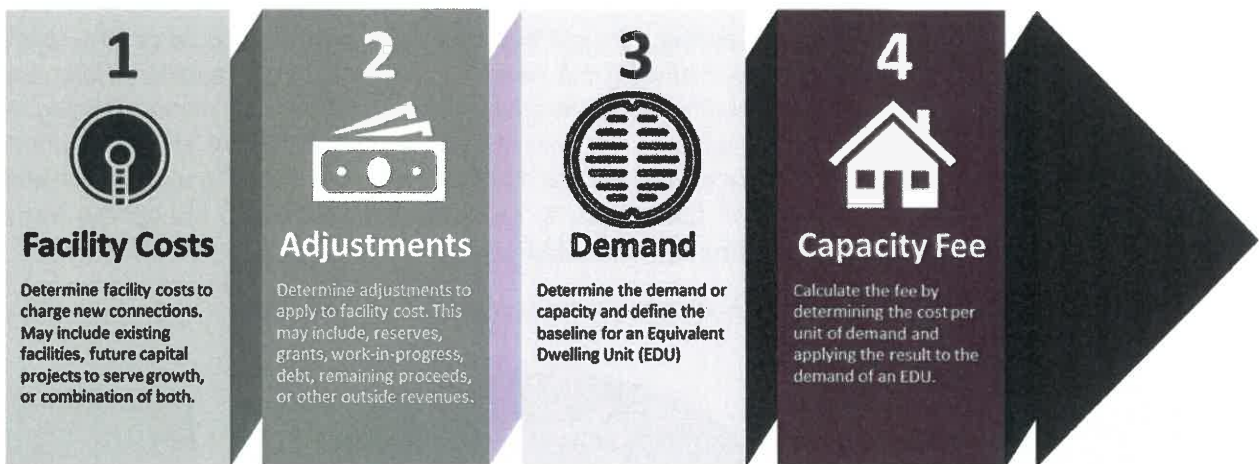 1
Facility Costs
Determine facility costs to
charge new connections.
May include existing
facilities, future capital
projects to serve growth,
or combination of both.
2
Adjustments
Determine adjustments to
apply to facility cost. This
may include, reserves,
grants, work-in-progress,
debt, remaining proceeds,
or other outside revenues.
3
Demand
Determine the demand or
capacity and define the
baseline for an Equivalent
Dwelling Unit (EDU)
4
Capacity Fee
Calculate the fee by
determining the cost per
unit of demand and
applying the result to the
demand of an EDU.